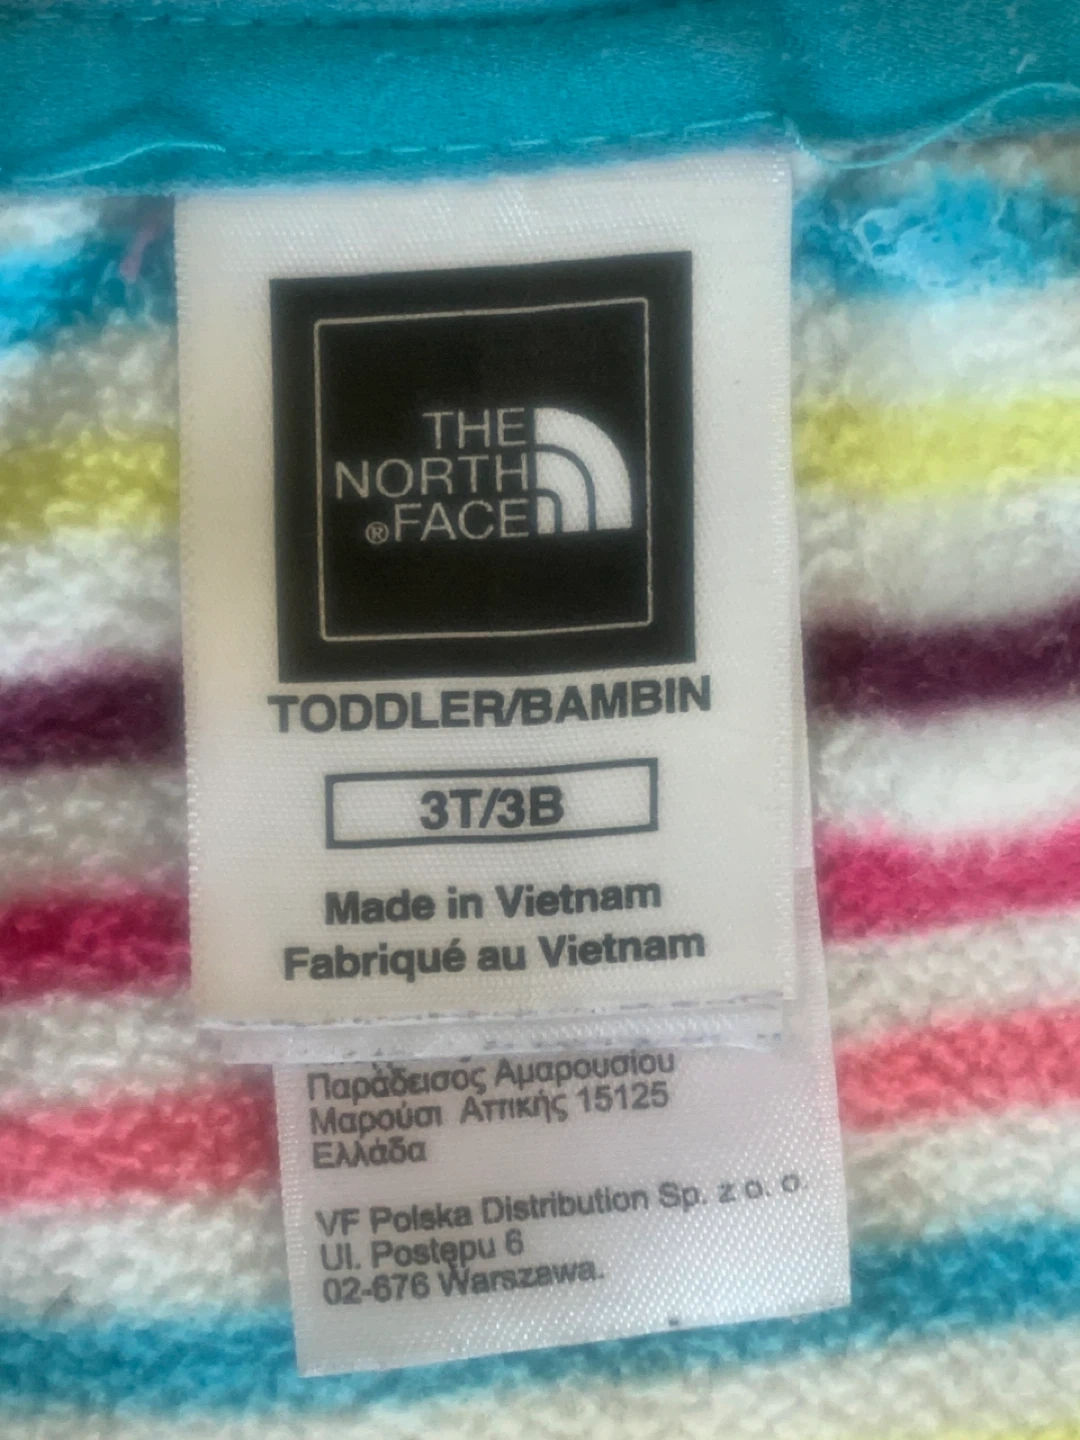 THE
NORTH
®FACE
TODDLER/BAMBIN
3T/3B
Made in Vietnam
Fabriqué au Vietnam
Παράδεισος Αμαρουσίου
Μαρούσι Αττικής 15125
Ελλάδα
VF Polska Distribution Sp. z o. o.
Ul. Postępu 6
02-676 Warszawa.